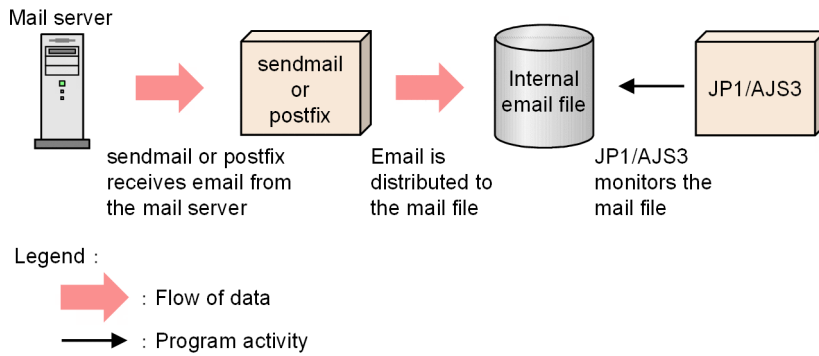 Mail server
sendmail
or
postfix
Internal
email file
JP1/AJS3
sendmail or postfix
receives email from
the mail server
Email is
distributed to
the mail file
JP1/AJS3
monitors the
mail file
Legend :
: Flow of data
: Program activity